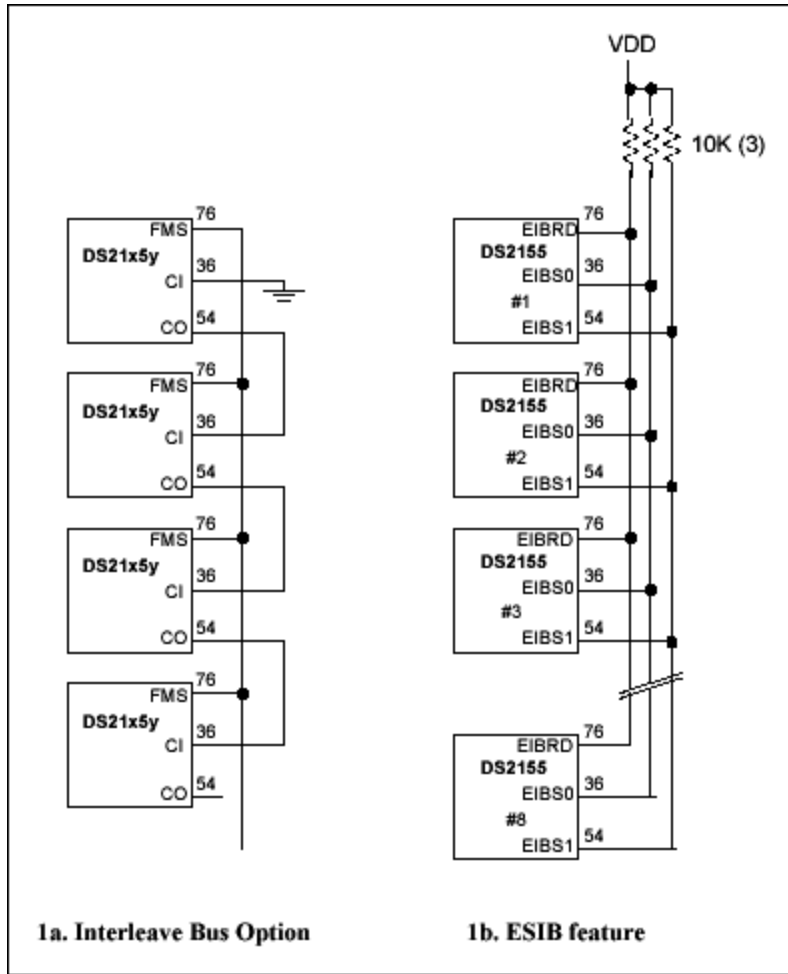 VDD
10K (3)
76
FMS
DS21x5y
36
CI
54
CO
76
FMS
DS21x5y
36
CI
54
CO
76
FMS
DS21x5y
36
CI
54
CO
76
FMS
DS21x5y
36
CI
54
CO
76
EIBRD
DS2155
36
EIBS0
#1
54
EIBS1
76
EIBRD
DS2155
36
EIBS0
#2
54
EIBS1
76
EIBRD
DS2155
36
EIBS0
#3
54
EIBS1
76
EIBRD
DS2155
36
EIBS0
#8
54
EIBS1
1a. Interleave Bus Option
1b. ESIB feature